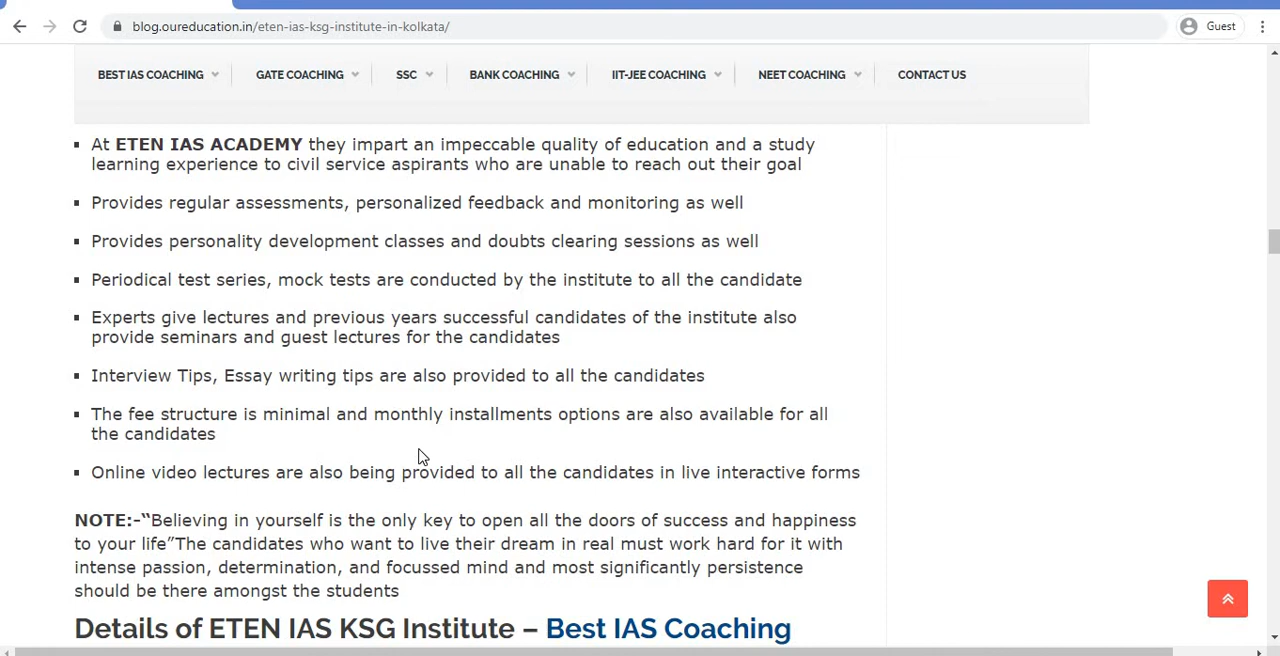 blog.oureducation.in/eten-ias-ksg-institute-in-kolkata/
Guest
BEST IAS COACHING
GATE COACHING
SSC
BANK COACHING
IIT-JEE COACHING
NEET COACHING
CONTACT US
At ETEN IAS ACADEMY they impart an impeccable quality of education and a study
learning experience to civil service aspirants who are unable to reach out their goal
Provides regular assessments, personalized feedback and monitoring as well
Provides personality development classes and doubts clearing sessions as well
Periodical test series, mock tests are conducted by the institute to all the candidate
Experts give lectures and previous years successful candidates of the institute also
provide seminars and guest lectures for the candidates
Interview Tips, Essay writing tips are also provided to all the candidates
The fee structure is minimal and monthly installments options are also available for all
the candidates
Online video lectures are also being provided to all the candidates in live interactive forms
NOTE:-“Believing in yourself is the only key to open all the doors of success and happiness
to your life”The candidates who want to live their dream in real must work hard for it with
intense passion, determination, and focussed mind and most significantly persistence
should be there amongst the students
Details of ETEN IAS KSG Institute – Best IAS Coaching